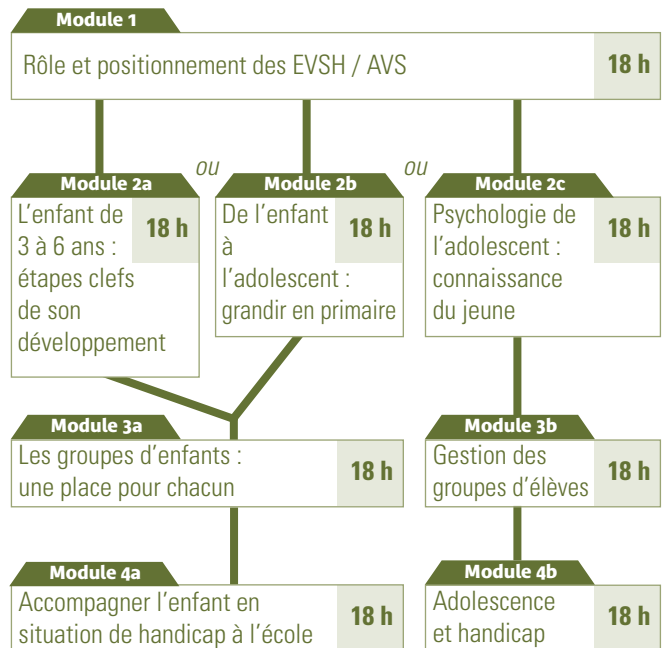 Module 1
Rôle et positionnement des EVSH / AVS
18 h
ou
ou
Module 2a
L'enfant de
3 à 6 ans :
étapes clefs
de son
développement
18 h
Module 2b
De l'enfant
à
l'adolescent :
grandir en primaire
18 h
Module 2c
Psychologie de
l'adolescent :
connaissance
du jeune
18 h
Module 3a
Les groupes d'enfants :
une place pour chacun
18 h
Module 3b
Gestion des
groupes d'élèves
18 h
Module 4a
Accompagner l'enfant en
situation de handicap à l'école
18 h
Module 4b
Adolescence
et handicap
18 h